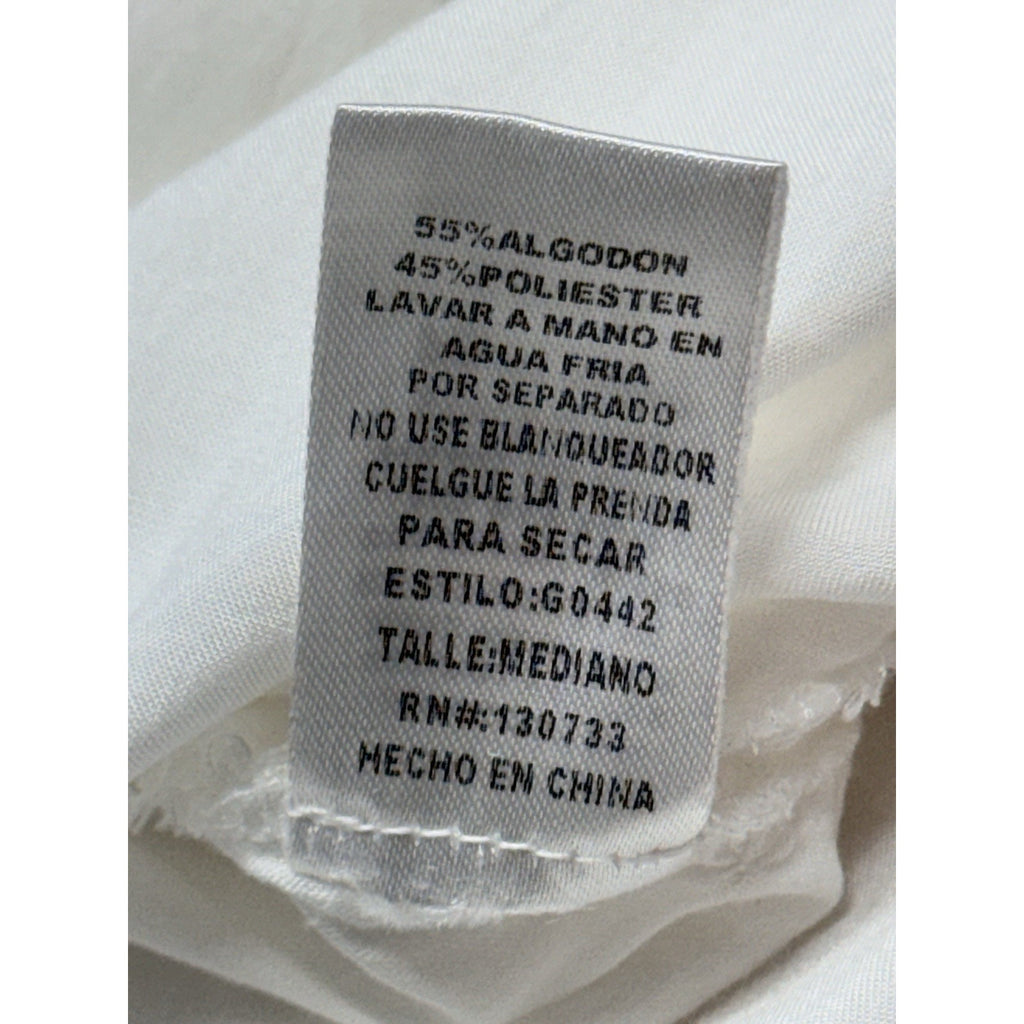 55%ALGODON
45%POLIESTER
LAVAR A MANO EN
AGUA FRIA
POR SEPARADO
NO USE BLANQUEADOR
CUELGUE LA PRENDA
PARA SECAR
ESTILO:G0442
TALLE:MEDIANO
RN#:130733
HECHO EN CHINA